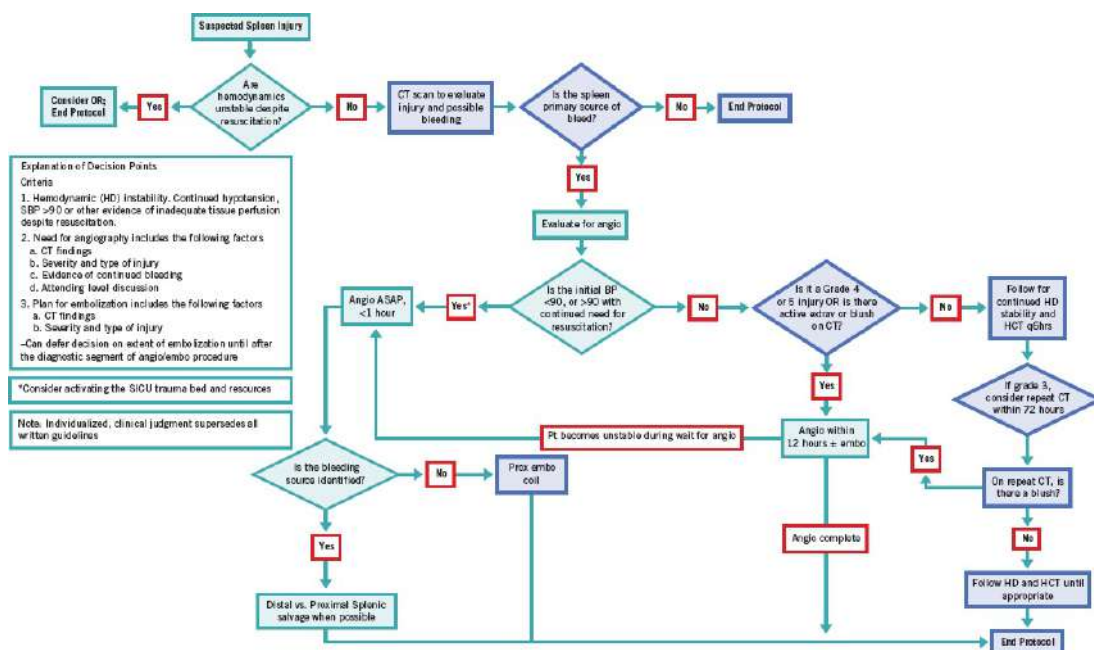 Suspected Spleen Injury
Are
hemodynamics
unstable despite
resuscitation?
Yes
Consider OR;
End Protocol
No
CT scan to evaluate
injury and possible
bleeding
Is the spleen
primary source of
bleed?
No
End Protocol
Yes
Evaluate for angio
Explanation of Decision Points
Criteria
1. Hemodynamic (HD) instability. Continued hypotension,
SBP >90 or other evidence of inadequate tissue perfusion
despite resuscitation.
2. Need for angiography includes the following factors
a. CT findings
b. Severity and type of injury
c. Evidence of continued bleeding
d. Attending level discussion
3. Plan for embolization includes the following factors
a. CT findings
b. Severity and type of injury
–Can defer decision on extent of embolization until after
the diagnostic segment of angio/embo procedure
*Consider activating the SICU trauma bed and resources
Note. Individualized, clinical judgment supersedes all
written guidelines
Is the initial BP
<90, or >90 with
continued need for
resuscitation?
Yes*
Angio ASAP,
<1 hour
No
Is it a Grade 4
or 5 injury OR is there
active extrav or blush
on CT?
No
Follow for
continued HD
stability and
HCT q6hrs
If grade 3,
consider repeat CT
within 72 hours
Yes
Angio within
12 hours ± embo
Pt becomes unstable during wait for angio
Yes
On repeat CT, is
there a blush?
No
Follow HD and HCT until
appropriate
Angio complete
Is the bleeding
source identified?
No
Prox embo
coil
Yes
Distal vs. Proximal Splenic
salvage when possible
End Protocol